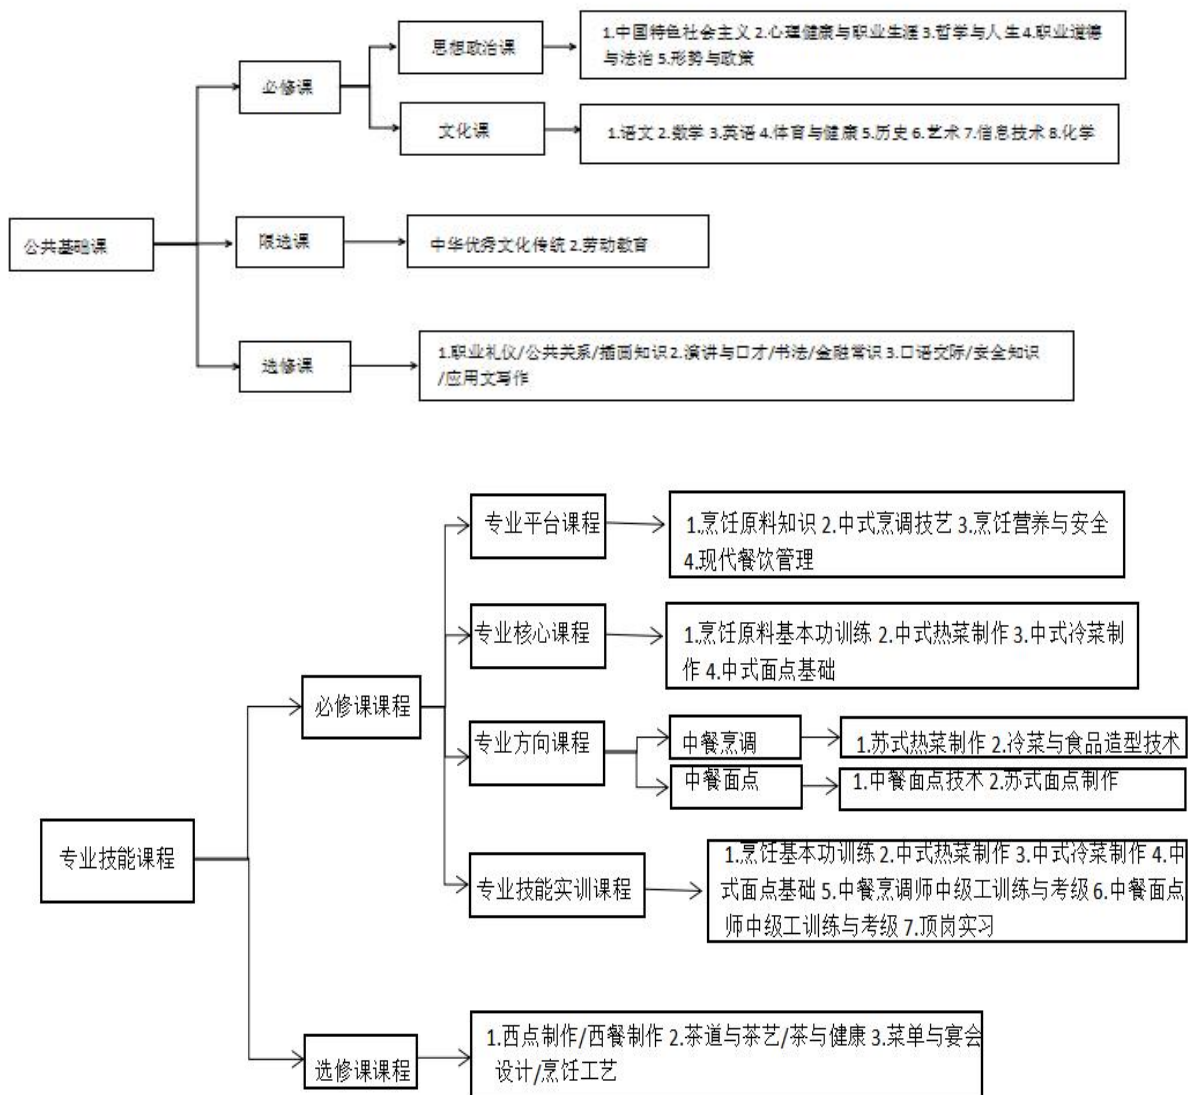 思想政治课
1.中国特色社会主义 2.心理健康与职业生涯 3.哲学与人生 4.职业道德
与法治 5.形势与政策
必修课
文化课
1.语文 2.数学 3.英语 4.体育与健康 5.历史 6.艺术 7.信息技术 8.化学
公共基础课
限选课
中华优秀文化传统 2.劳动教育
选修课
1.职业礼仪/公共关系/插画知识 2.演讲与口才/书法/金融常识 3.口语交际/安全知识
/应用文写作
专业平台课程
1.烹饪原料知识 2.中式烹调技艺 3.烹饪营养与安全
4.现代餐饮管理
专业核心课程
1.烹饪原料基本功训练 2.中式热菜制作 3.中式冷菜制
作 4.中式面点基础
必修课课程
专业方向课程
中餐烹调
1.苏式热菜制作 2.冷菜与食品造型技术
中餐面点
1.中餐面点技术 2.苏式面点制作
专业技能课程
专业技能实训课程
1.烹饪基本功训练 2.中式热菜制作 3.中式冷菜制作 4.中
式面点基础 5.中餐烹调师中级工训练与考级 6.中餐面点
师中级工训练与考级 7.顶岗实习
选修课课程
1.西点制作/西餐制作 2.茶道与茶艺/茶与健康 3.菜单与宴会
设计/烹饪工艺